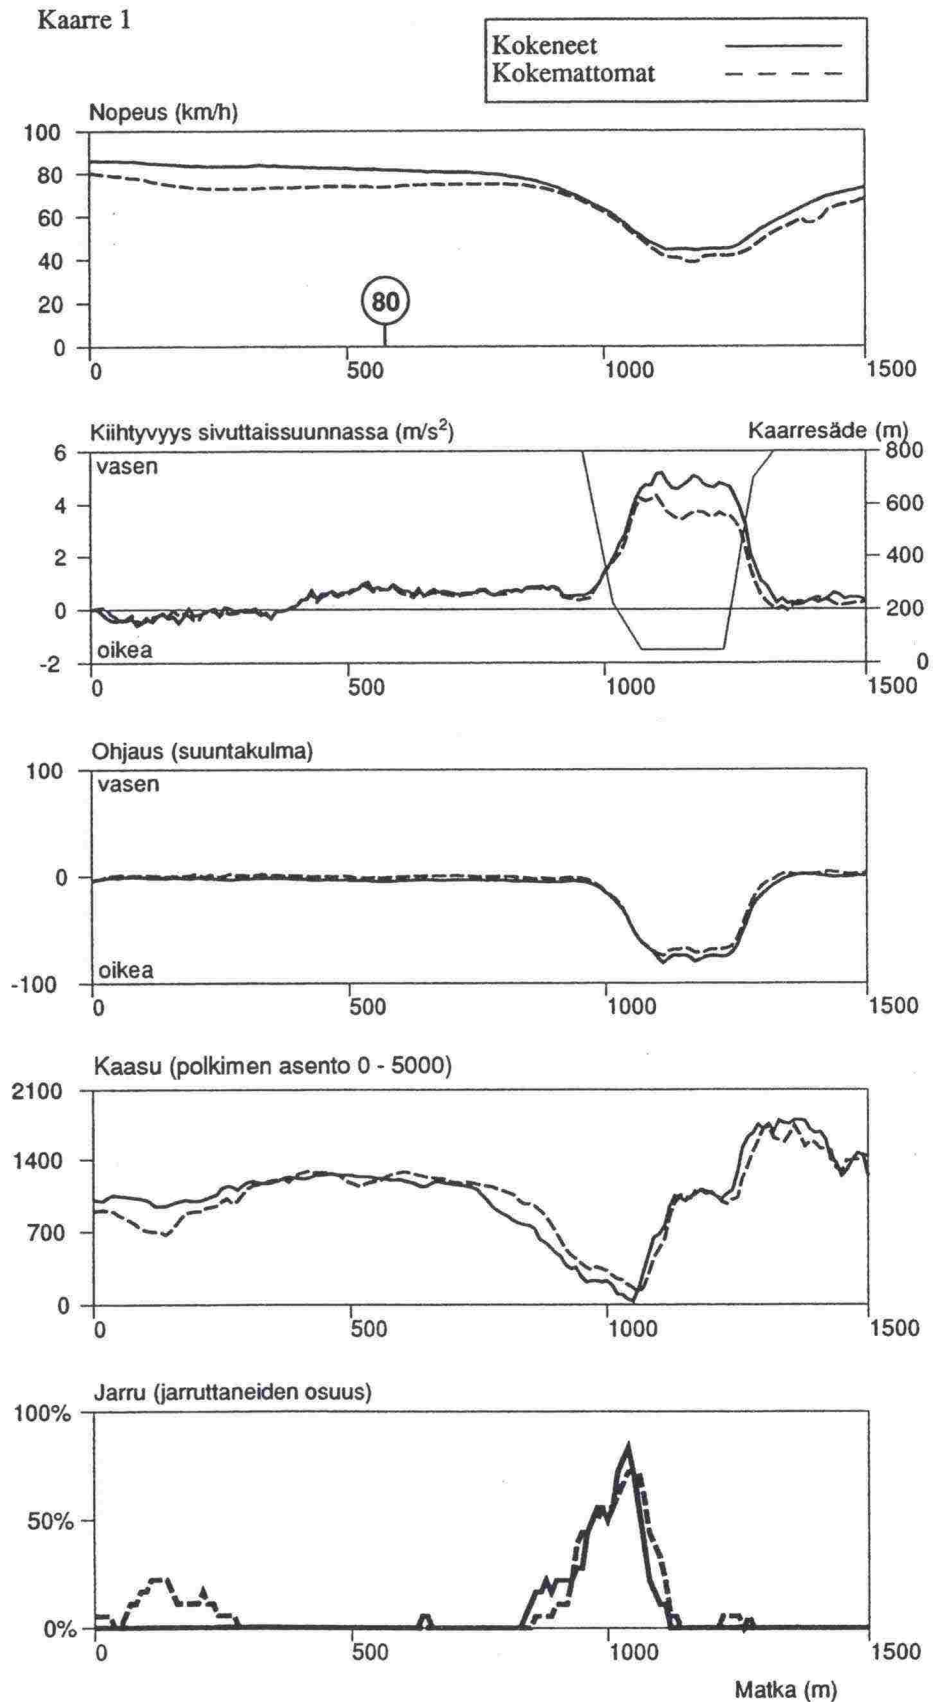 Kaarre 1
Kokeneet
Kokemattomat
Nopeus (km/h)
100
80
60
40
20
0
80
0 500 1000 1500
Kiihtyvyys sivuttaissuunnassa (m/s²) Kaarresäde (m)
6 vasen 800
4 600
2 400
0 200
-2 oikea 0
0 500 1000 1500
Ohjaus (suuntakulma)
100
vasen
0
oikea
-100
0 500 1000 1500
Kaasu (polkimen asento 0 - 5000)
2100
1400
700
0
0 500 1000 1500
Jarru (jarruttaneiden osuus)
100%
50%
0%
0 500 1000 1500
Matka (m)